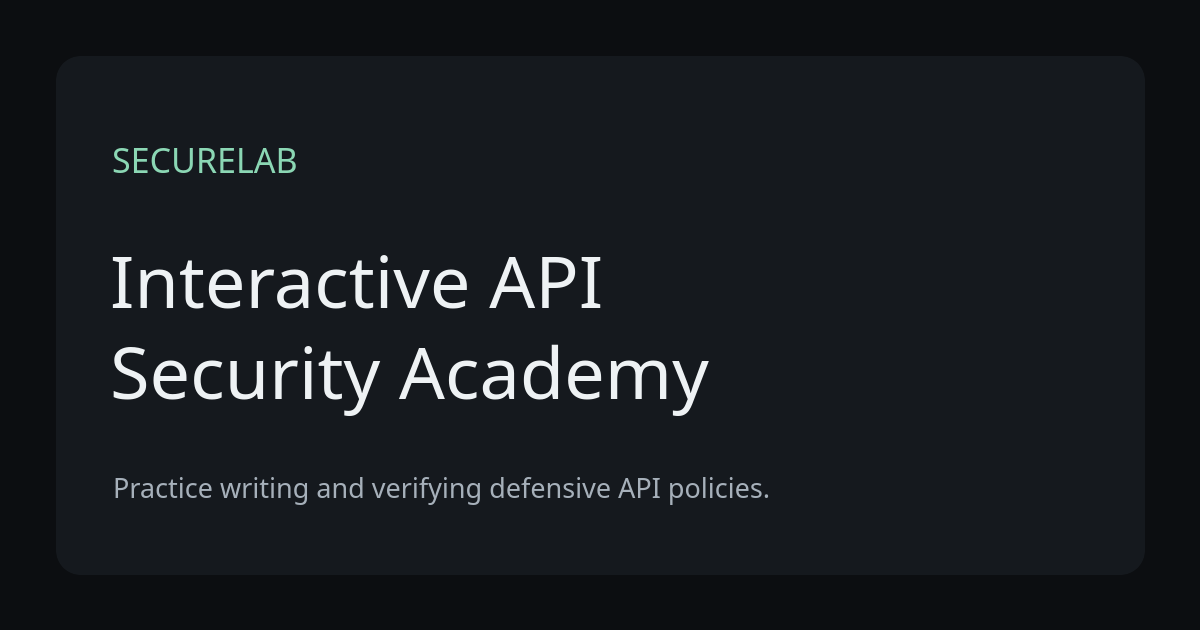 SECURELAB
Interactive API
Security Academy
Practice writing and verifying defensive API policies.